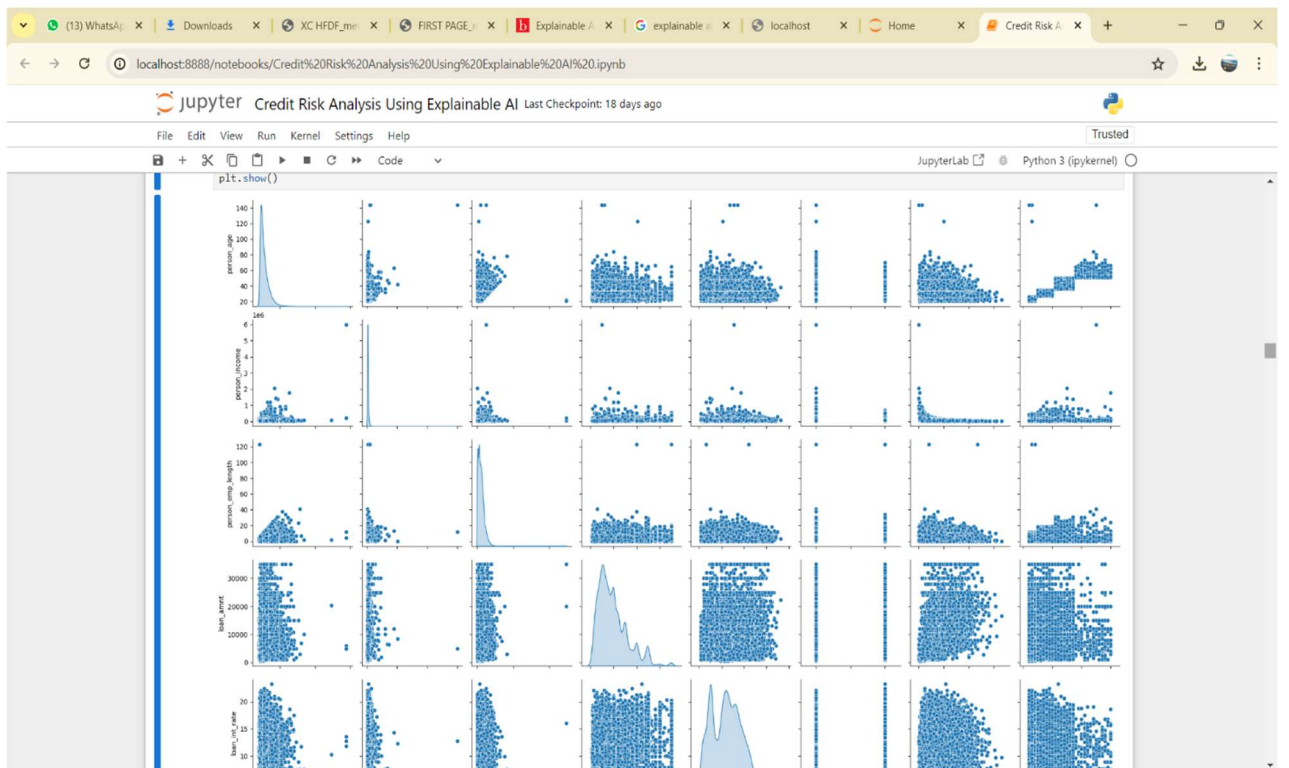 (13) WhatsAp
Downloads
XC HFDF_me
FIRST PAGE_
Explainable A
explainable a
localhost
Home
Credit Risk A
localhost:8888/notebooks/Credit%20Risk%20Analysis%20Using%20Explainable%20AI%20.ipynb
jupyter Credit Risk Analysis Using Explainable AI Last Checkpoint: 18 days ago
File Edit View Run Kernel Settings Help
Trusted
Code
JupyterLab
Python 3 (ipykernel)
plt.show()
person_age
140
120
100
80
60
40
20
1e6
person_income
6
5
4
3
2
1
0
person_emp_length
120
100
80
60
40
20
0
loan_amnt
30000
20000
10000
0
loan_int_rate
20
15
10